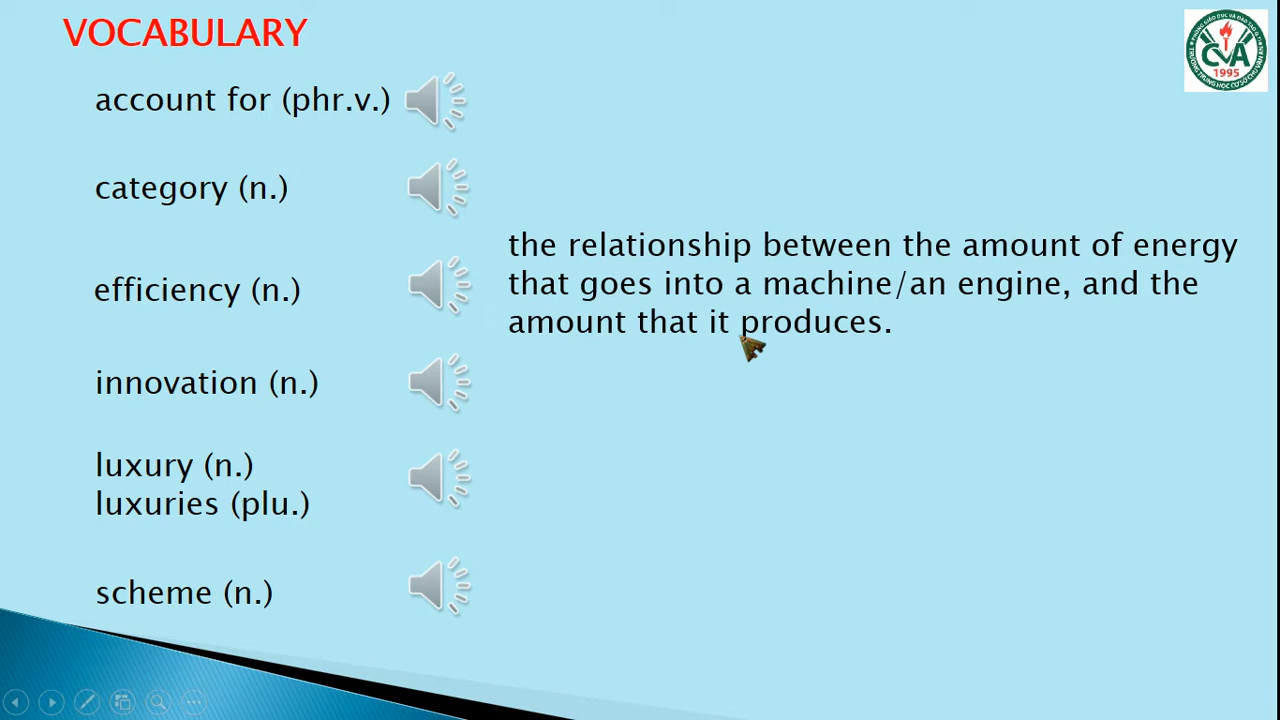 VOCABULARY
account for (phr.v.)
category (n.)
efficiency (n.)
the relationship between the amount of energy
that goes into a machine/an engine, and the
amount that it produces.
innovation (n.)
luxury (n.)
luxuries (plu.)
scheme (n.)
CVA
1995